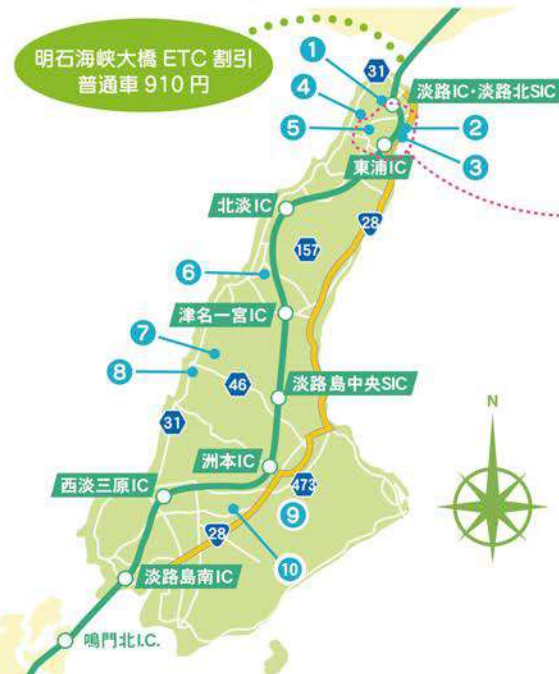 明石海峡大橋 ETC 割引
普通車 910 円
1
31
4
淡路IC・淡路北SIC
5
2
東浦IC
3
北淡IC
28
157
6
津名一宮IC
7
8
46
淡路島中央SIC
N
31
洲本IC
西淡三原IC
473
9
28
10
淡路島南IC
鳴門北I.C.